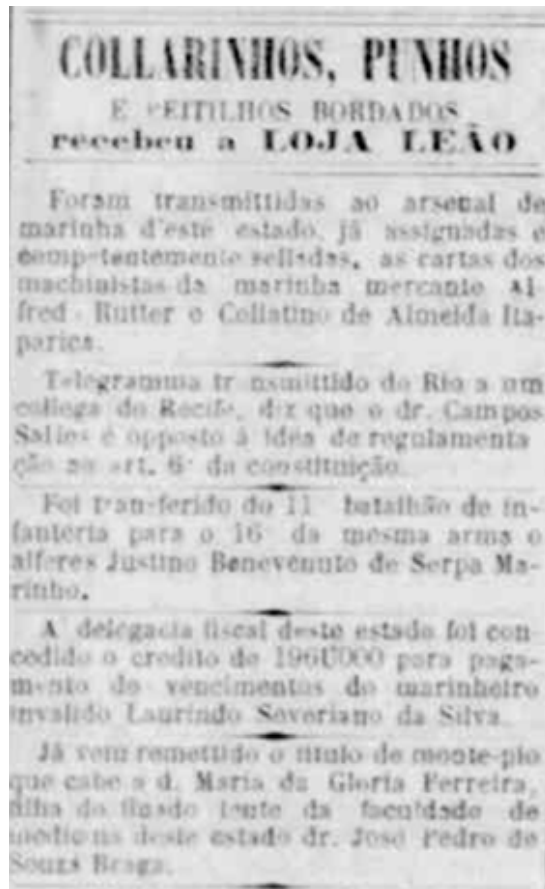 COLLARINHOS, PUNHOS
E PEITILHOS BORDADOS
recebeu a LOJA LEÃO
Foram transmittidas ao arsenal de
marinha d'este estado, já assignadas e
competentemente selladas, as cartas dos
machinistas da marinha mercante Al-
fred Rutter e Collatino de Almeida Ita-
parica.
Telegramma tr nsmittido do Rio a um
collega do Recife, diz que o dr. Campos
Salles é opposto á idéa de regulamenta
ção ao art. 6º da constituição.
Foi tran-ferido do 11º batalhão de in-
fanteria para o 16º da mesma arma o
alferes Justino Benevenuto de Serpa Ma-
rinho.
A' delegacia fiscal deste estado foi con-
cedido o credito de 196U000 para paga-
mento de vencimentos do marinheiro
invalido Laurindo Severiano da Silva.
Já vem remettido o titulo de monte-pio
que cabe a d. Maria da Gloria Ferreira,
filha do finado lente da faculdade de
medicina deste estado dr. José Pedro de
Souza Braga.